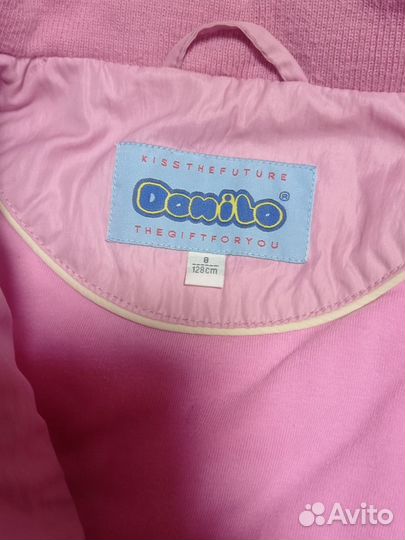 KISSTHEFUTURE
Danilo®
THEGIFTFORYOU
8
128cm
Avito